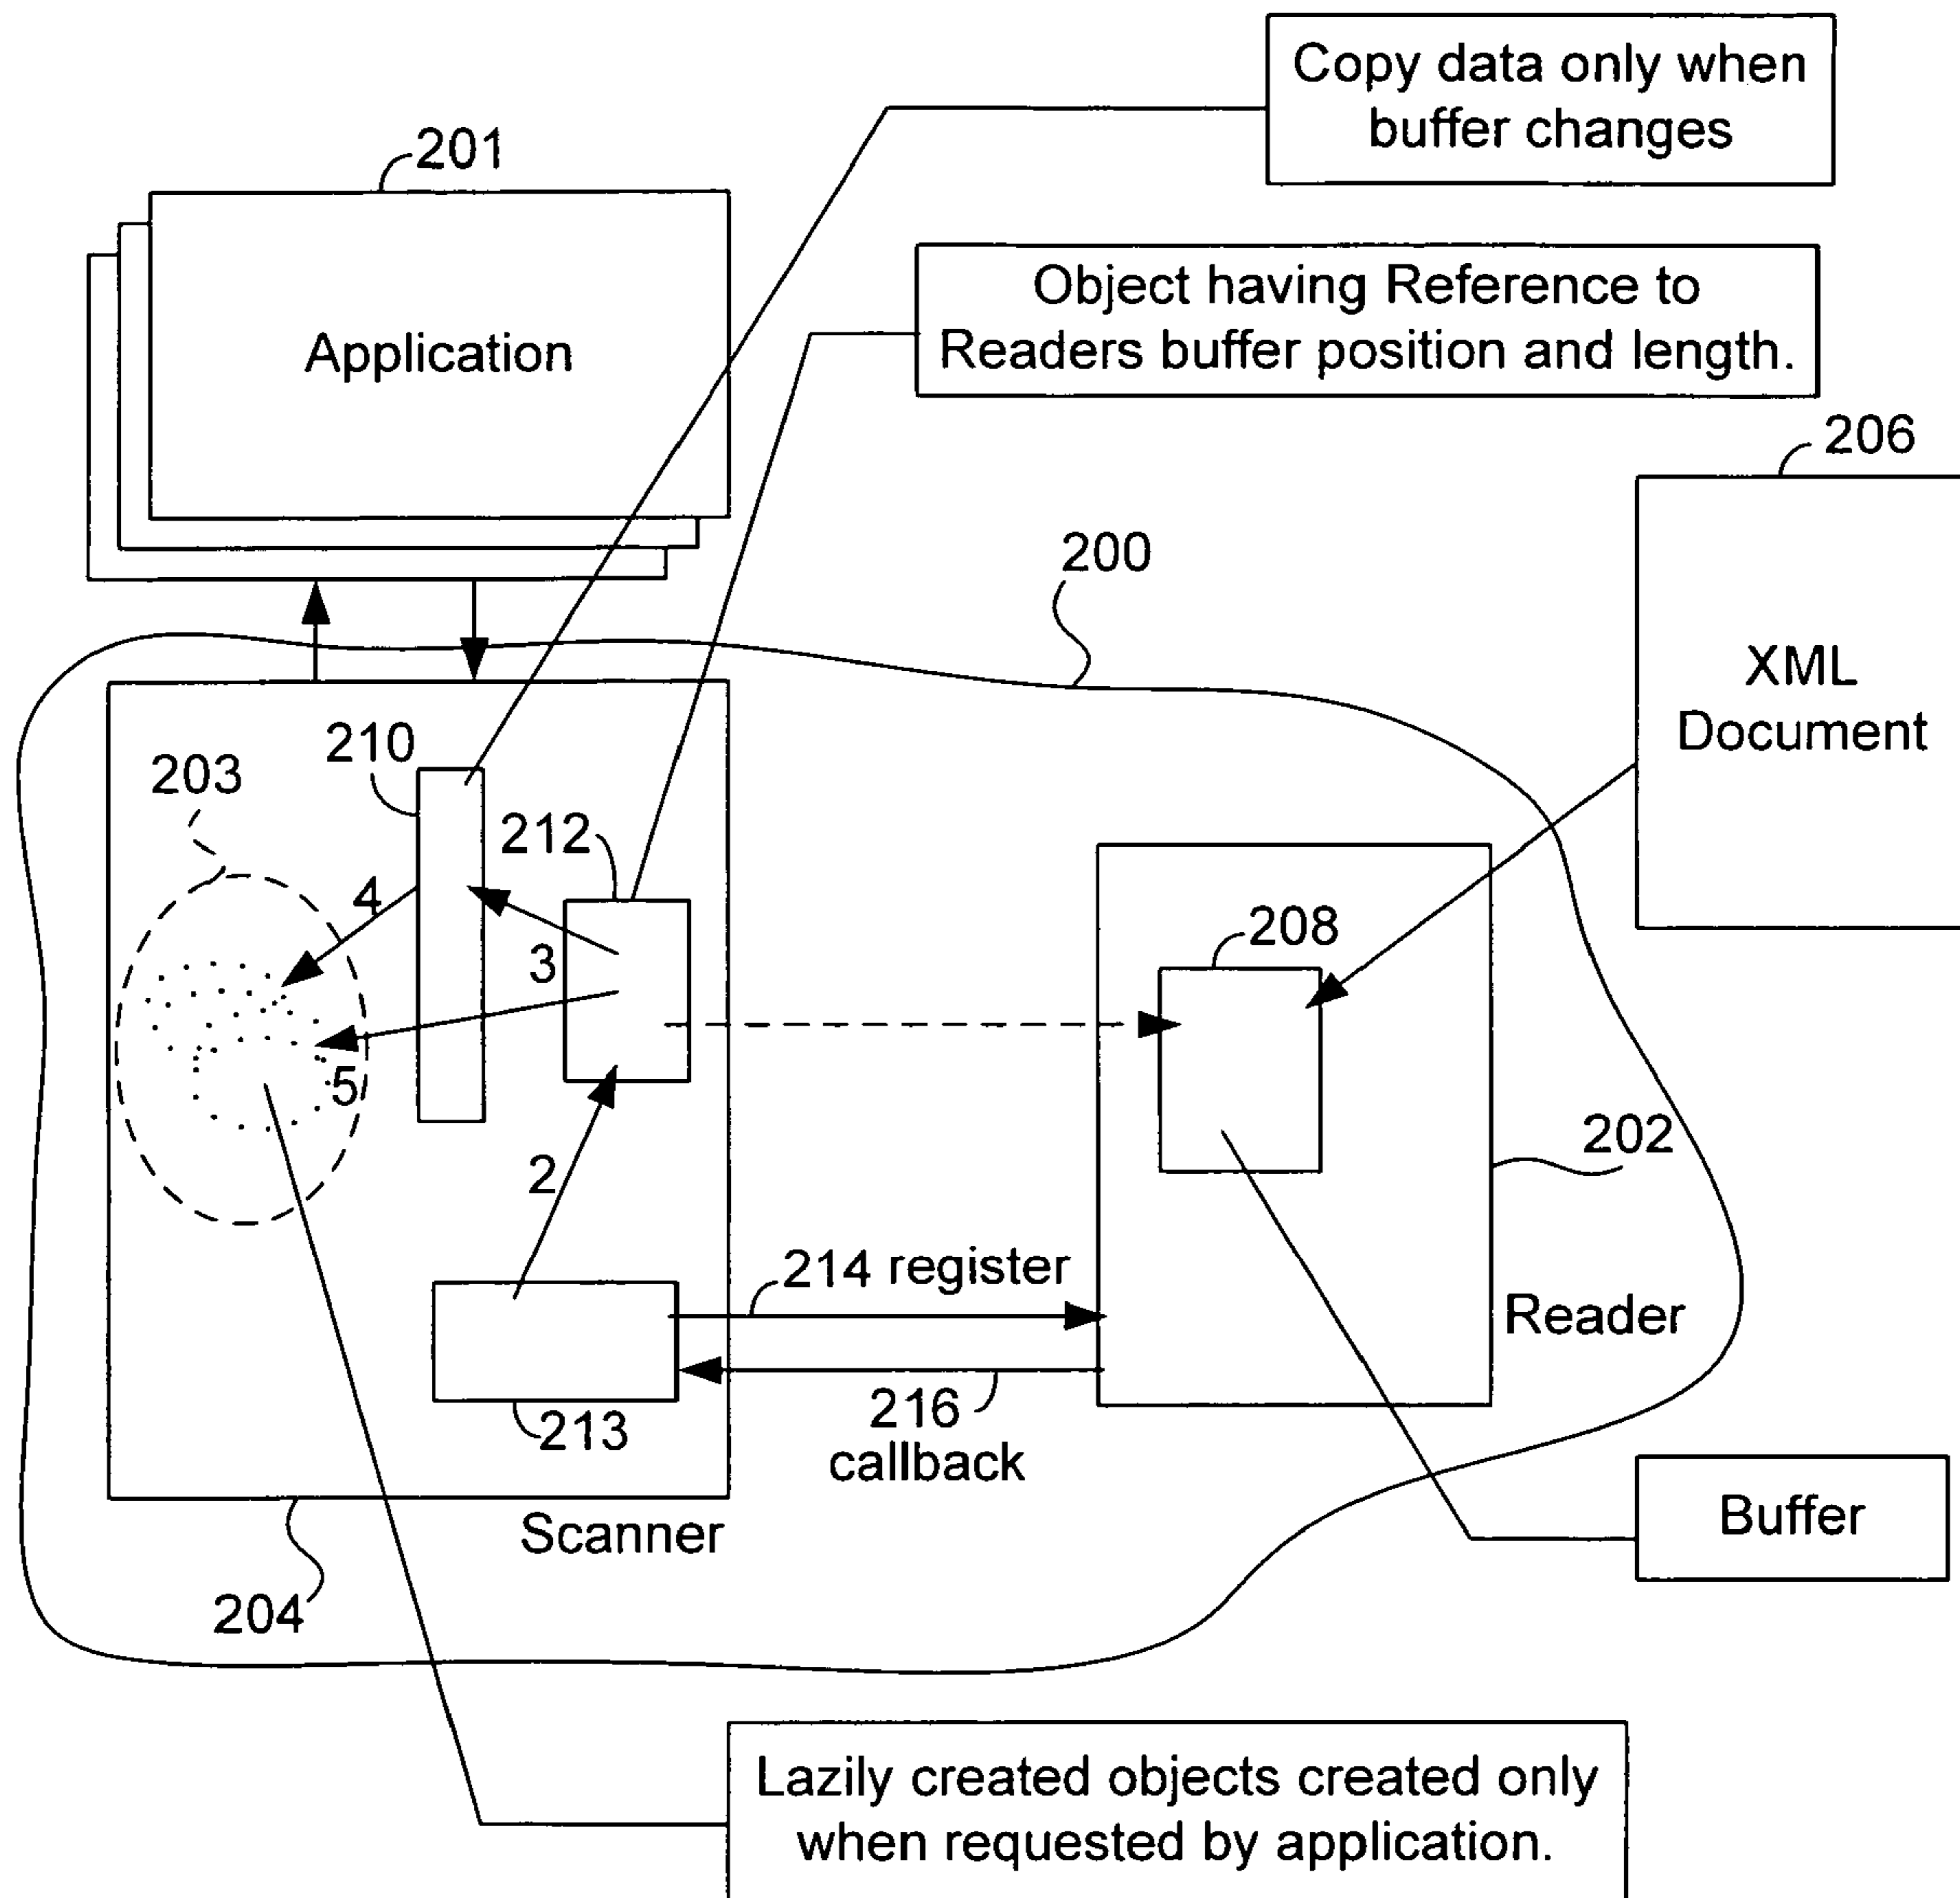 Copy data only when
buffer changes
201
Application
Object having Reference to
Readers buffer position and length.
206
XML
Document
200
210
203
212
4
3
208
5
2
202
214 register
Reader
213
216
callback
Scanner
204
Buffer
Lazily created objects created only
when requested by application.